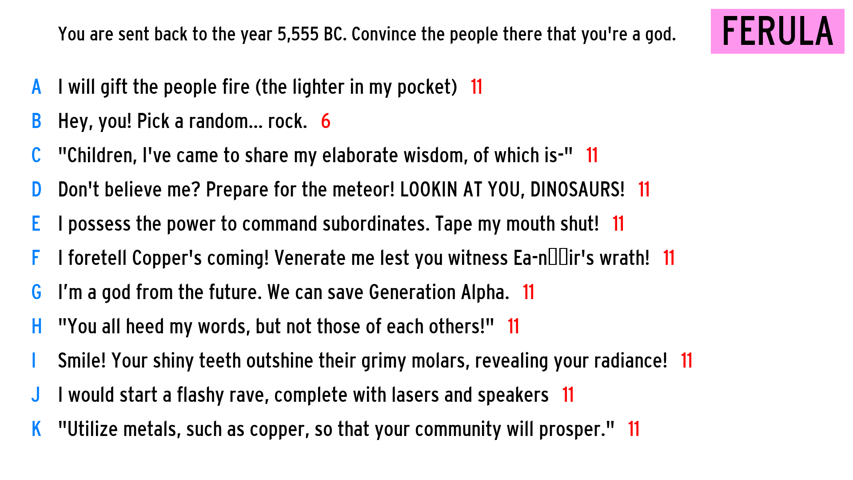 You are sent back to the year 5,555 BC. Convince the people there that you're a god.
FERULA
A I will gift the people fire (the lighter in my pocket) 11
B Hey, you! Pick a random... rock. 6
C "Children, I've came to share my elaborate wisdom, of which is-" 11
D Don't believe me? Prepare for the meteor! LOOKIN AT YOU, DINOSAURS! 11
E I possess the power to command subordinates. Tape my mouth shut! 11
F I foretell Copper's coming! Venerate me lest you witness Ea-n▯▯ir's wrath! 11
G I'm a god from the future. We can save Generation Alpha. 11
H "You all heed my words, but not those of each others!" 11
I Smile! Your shiny teeth outshine their grimy molars, revealing your radiance! 11
J I would start a flashy rave, complete with lasers and speakers 11
K "Utilize metals, such as copper, so that your community will prosper." 11